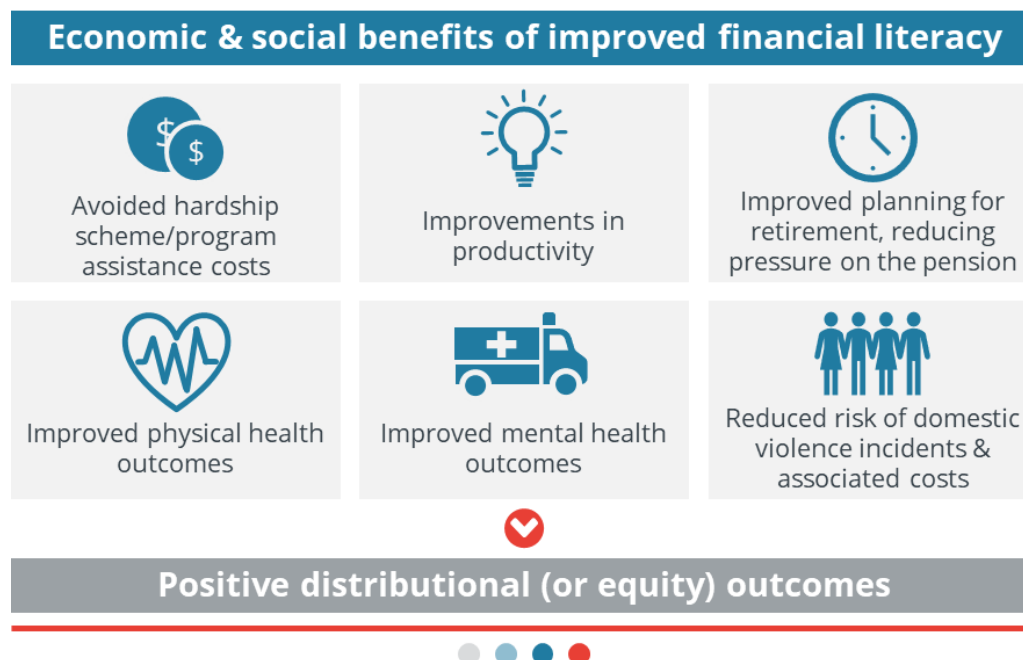 Economic & social benefits of improved financial literacy
$
$
Avoided hardship
scheme/program
assistance costs
Improvements in
productivity
Improved planning for
retirement, reducing
pressure on the pension
Improved physical health
outcomes
Improved mental health
outcomes
Reduced risk of domestic
violence incidents &
associated costs
Positive distributional (or equity) outcomes